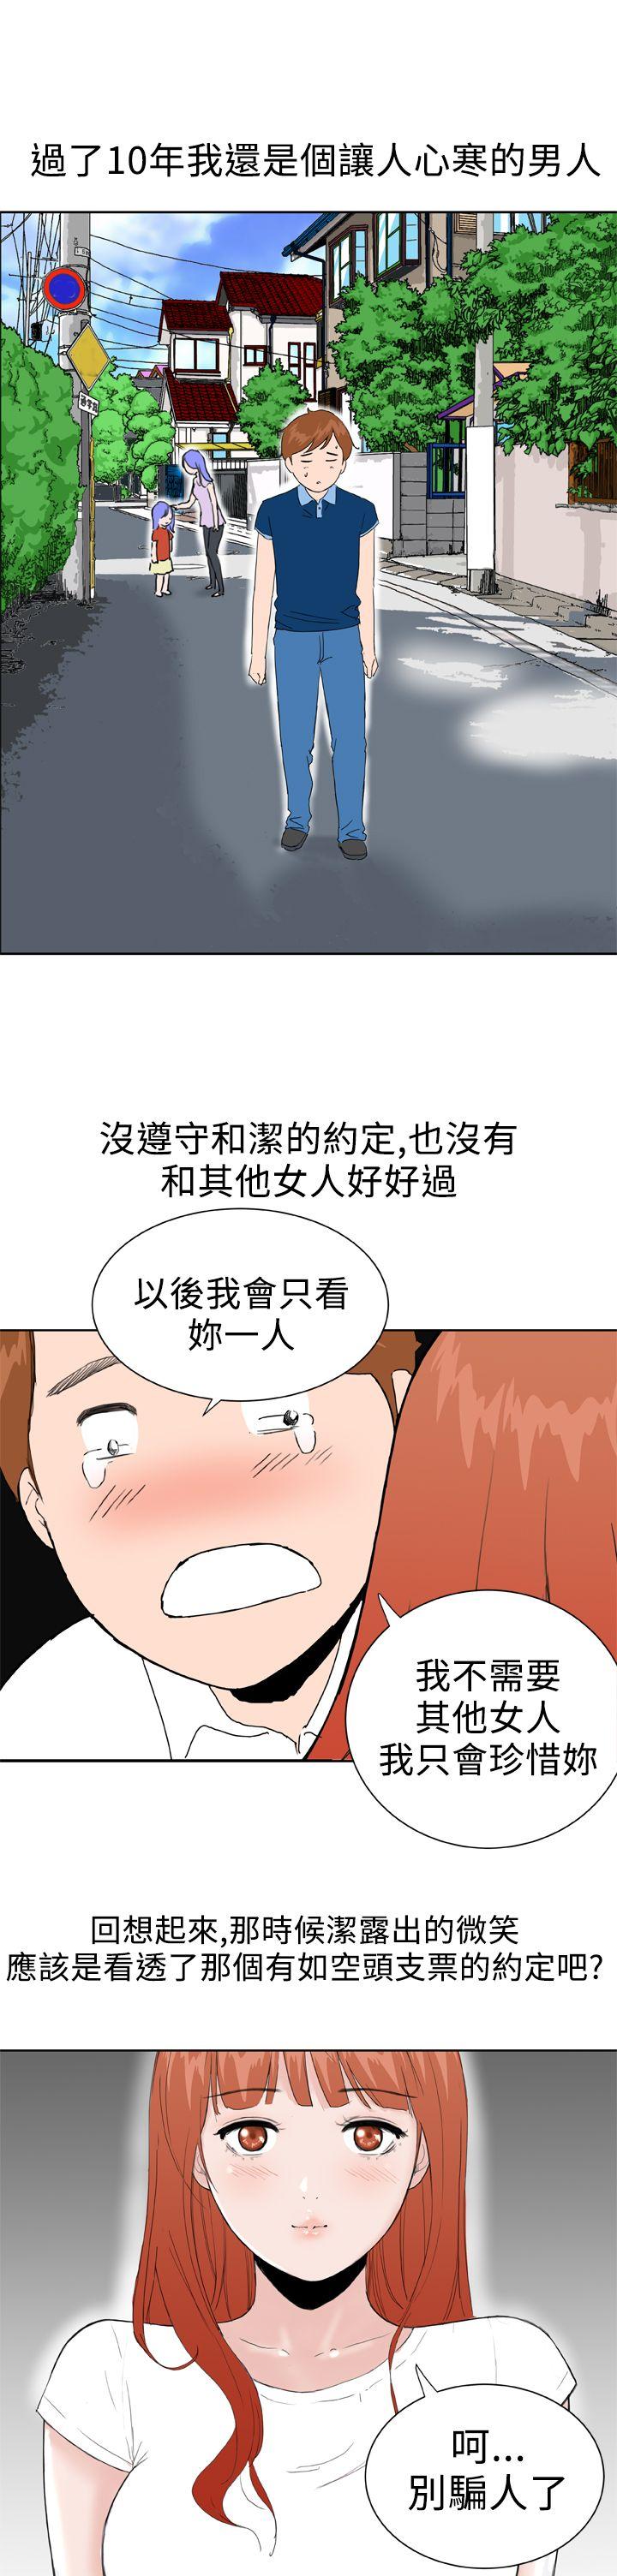 過了10年我還是個讓人心寒的男人
沒遵守和潔的約定,也沒有
和其他女人好好過
以後我會只看
妳一人
我不需要
其他女人
我只會珍惜妳
回想起來,那時候潔露出的微笑
應該是看透了那個有如空頭支票的約定吧?
呵...
別騙人了